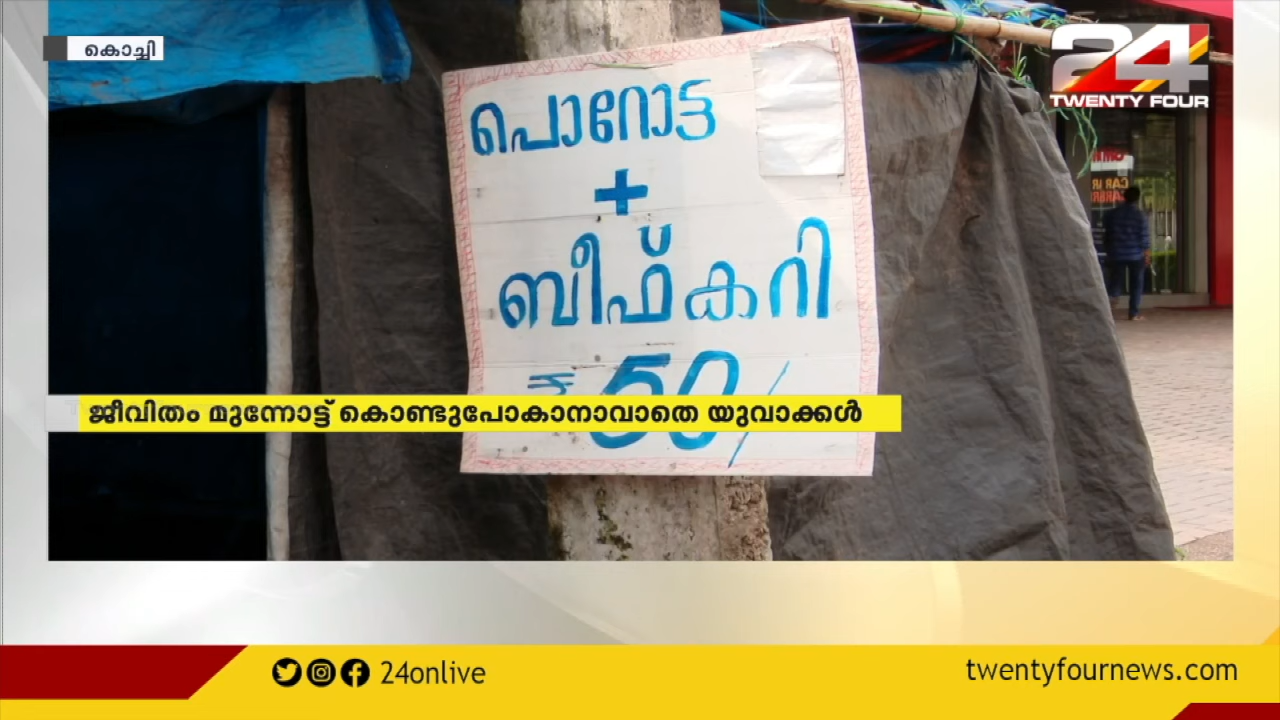 കൊച്ചി
24
TWENTY FOUR
പൊറോട്ട
+
ബീഫ് കറി
₹ 50/
ജീവിതം മുന്നോട്ട് കൊണ്ടുപോകാനാവാതെ യുവാക്കൾ
24onlive
twentyfournews.com